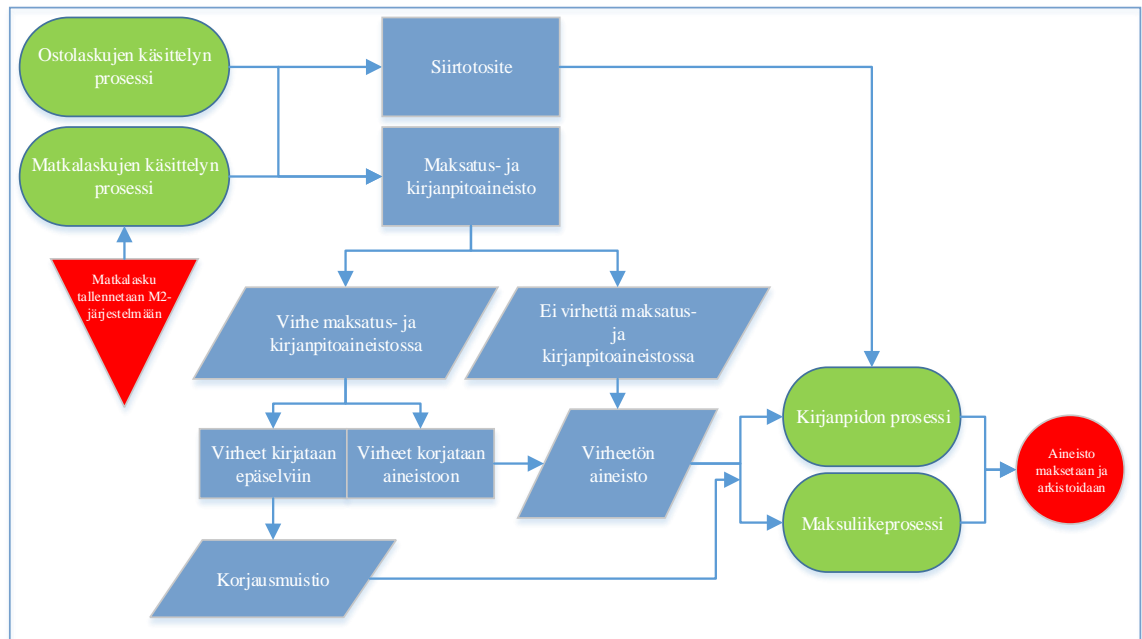 Ostolaskujen käsittelyn
prosessi
Siirtotosite
Matkalaskujen käsittelyn
prosessi
Maksatus- ja
kirjanpitoaineisto
Matkalasku
tallennetaan M2-
järjestelmään
Virhe maksatus- ja
kirjanpitoaineistossa
Ei virhettä maksatus-
ja
kirjanpitoaineistossa
Virheet kirjataan
epäselviin
Virheet korjataan
aineistoon
Virheetön
aineisto
Kirjanpidon prosessi
Maksuliikeprosessi
Aineisto
maksetaan ja
arkistoidaan
Korjausmuistio